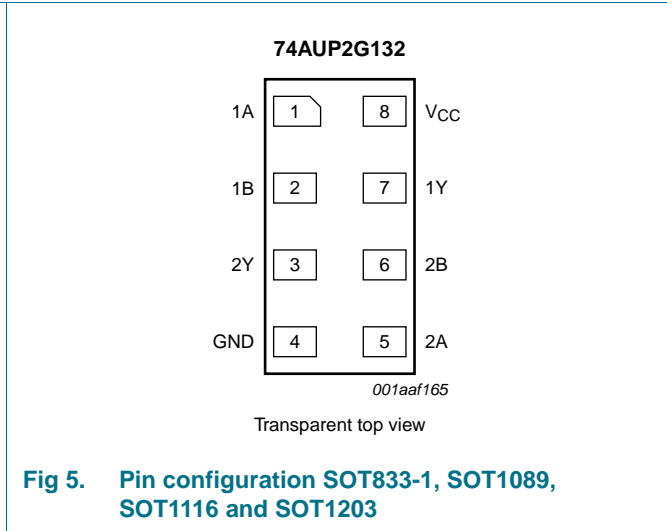 74AUP2G132
1A 1 8 VCC
1B 2 7 1Y
2Y 3 6 2B
GND 4 5 2A
001aaf165
Transparent top view
Fig 5. Pin configuration SOT833-1, SOT1089,
SOT1116 and SOT1203